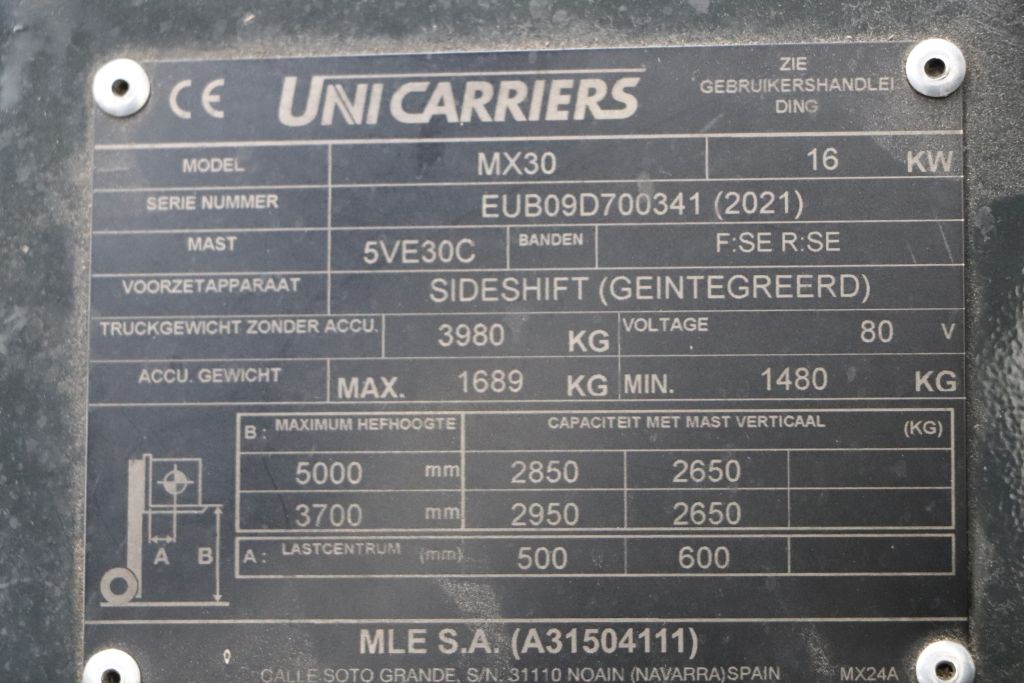 CE UNICARRIERS ZIE
GEBRUIKERSHANDLEI
DING
MODEL MX30 16 KW
SERIE NUMMER EUB09D700341 (2021)
MAST 5VE30C BANDEN F:SE R:SE
VOORZETAPPARAAT SIDESHIFT (GEINTEGREERD)
TRUCKGEWICHT ZONDER ACCU. 3980 KG VOLTAGE 80 V
ACCU. GEWICHT MAX. 1689 KG MIN. 1480 KG
B: MAXIMUM HEFHOOGTE CAPACITEIT MET MAST VERTICAAL (KG)
5000 mm 2850 2650
3700 mm 2950 2650
A: LASTCENTRUM (mm) 500 600
A B
MLE S.A. (A31504111)
CALLE SOTO GRANDE, S/N. 31110 NOAIN (NAVARRA) SPAIN MX24A